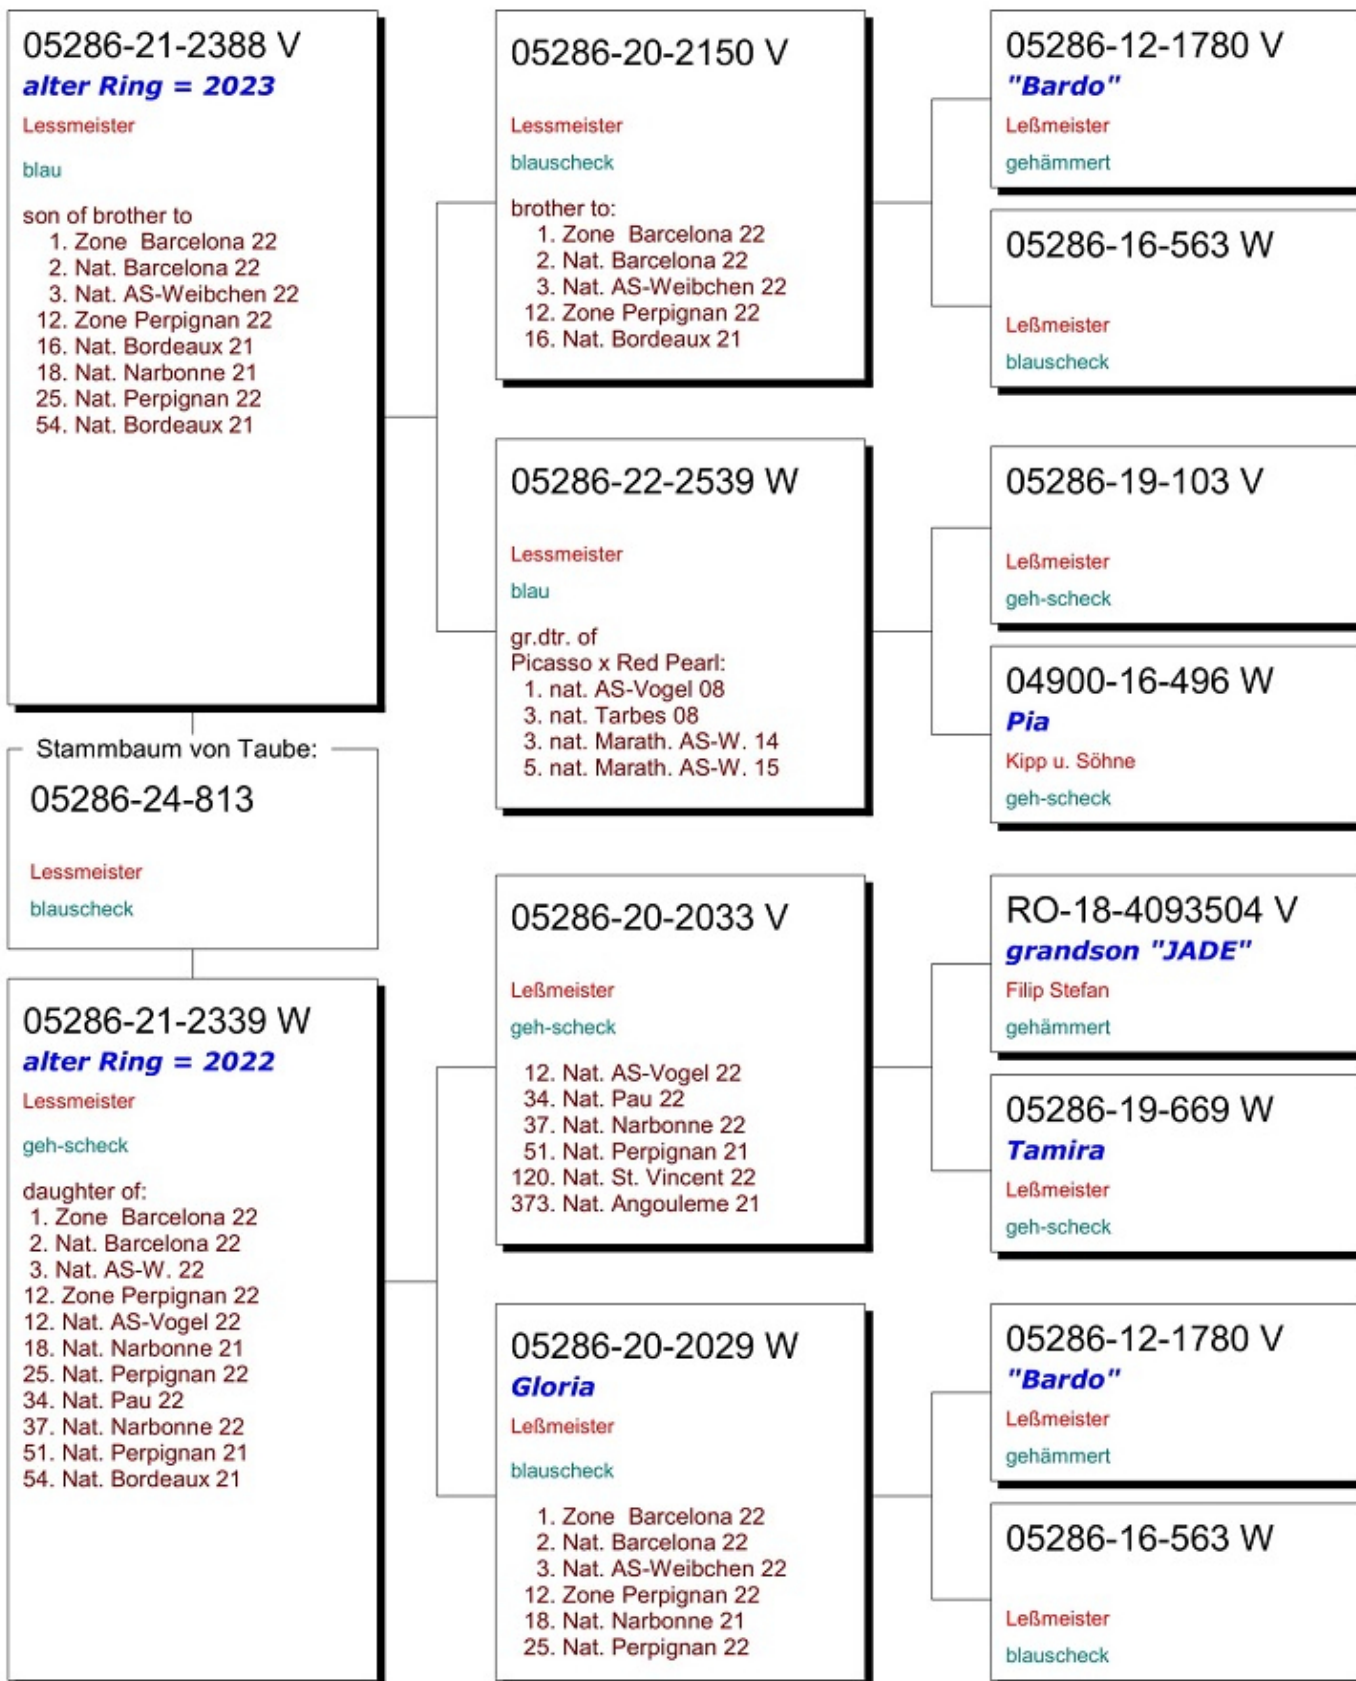 05286-21-2388 V
alter Ring = 2023
Lessmeister
blau
son of brother to
1. Zone Barcelona 22
2. Nat. Barcelona 22
3. Nat. AS-Weibchen 22
12. Zone Perpignan 22
16. Nat. Bordeaux 21
18. Nat. Narbonne 21
25. Nat. Perpignan 22
54. Nat. Bordeaux 21
Stammbaum von Taube:
05286-24-813
Lessmeister
blauscheck
05286-21-2339 W
alter Ring = 2022
Lessmeister
geh-scheck
daughter of:
1. Zone Barcelona 22
2. Nat. Barcelona 22
3. Nat. AS-W. 22
12. Zone Perpignan 22
12. Nat. AS-Vogel 22
18. Nat. Narbonne 21
25. Nat. Perpignan 22
34. Nat. Pau 22
37. Nat. Narbonne 22
51. Nat. Perpignan 21
54. Nat. Bordeaux 21
05286-20-2150 V
Lessmeister
blauscheck
brother to:
1. Zone Barcelona 22
2. Nat. Barcelona 22
3. Nat. AS-Weibchen 22
12. Zone Perpignan 22
16. Nat. Bordeaux 21
05286-22-2539 W
Lessmeister
blau
gr.dtr. of
Picasso x Red Pearl:
1. nat. AS-Vogel 08
3. nat. Tarbes 08
3. nat. Marath. AS-W. 14
5. nat. Marath. AS-W. 15
05286-20-2033 V
Leßmeister
geh-scheck
12. Nat. AS-Vogel 22
34. Nat. Pau 22
37. Nat. Narbonne 22
51. Nat. Perpignan 21
120. Nat. St. Vincent 22
373. Nat. Angouleme 21
05286-20-2029 W
Gloria
Leßmeister
blauscheck
1. Zone Barcelona 22
2. Nat. Barcelona 22
3. Nat. AS-Weibchen 22
12. Zone Perpignan 22
18. Nat. Narbonne 21
25. Nat. Perpignan 22
05286-12-1780 V
"Bardo"
Leßmeister
gehämmert
05286-16-563 W
Leßmeister
blauscheck
05286-19-103 V
Leßmeister
geh-scheck
04900-16-496 W
Pia
Kipp u. Söhne
geh-scheck
RO-18-4093504 V
grandson "JADE"
Filip Stefan
gehämmert
05286-19-669 W
Tamira
Leßmeister
geh-scheck
05286-12-1780 V
"Bardo"
Leßmeister
gehämmert
05286-16-563 W
Leßmeister
blauscheck